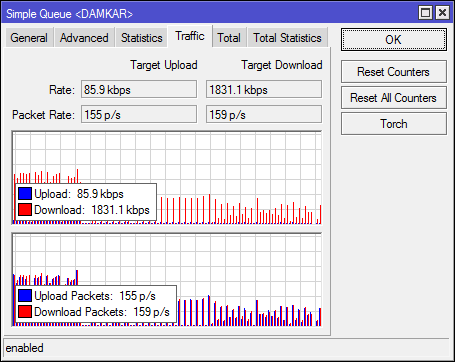 Simple Queue <DAMKAR>
General Advanced Statistics Traffic Total Total Statistics
OK
Reset Counters
Reset All Counters
Torch
Target Upload Target Download
Rate: 85.9 kbps 1831.1 kbps
Packet Rate: 155 p/s 159 p/s
Upload: 85.9 kbps
Download: 1831.1 kbps
Upload Packets: 155 p/s
Download Packets: 159 p/s
enabled